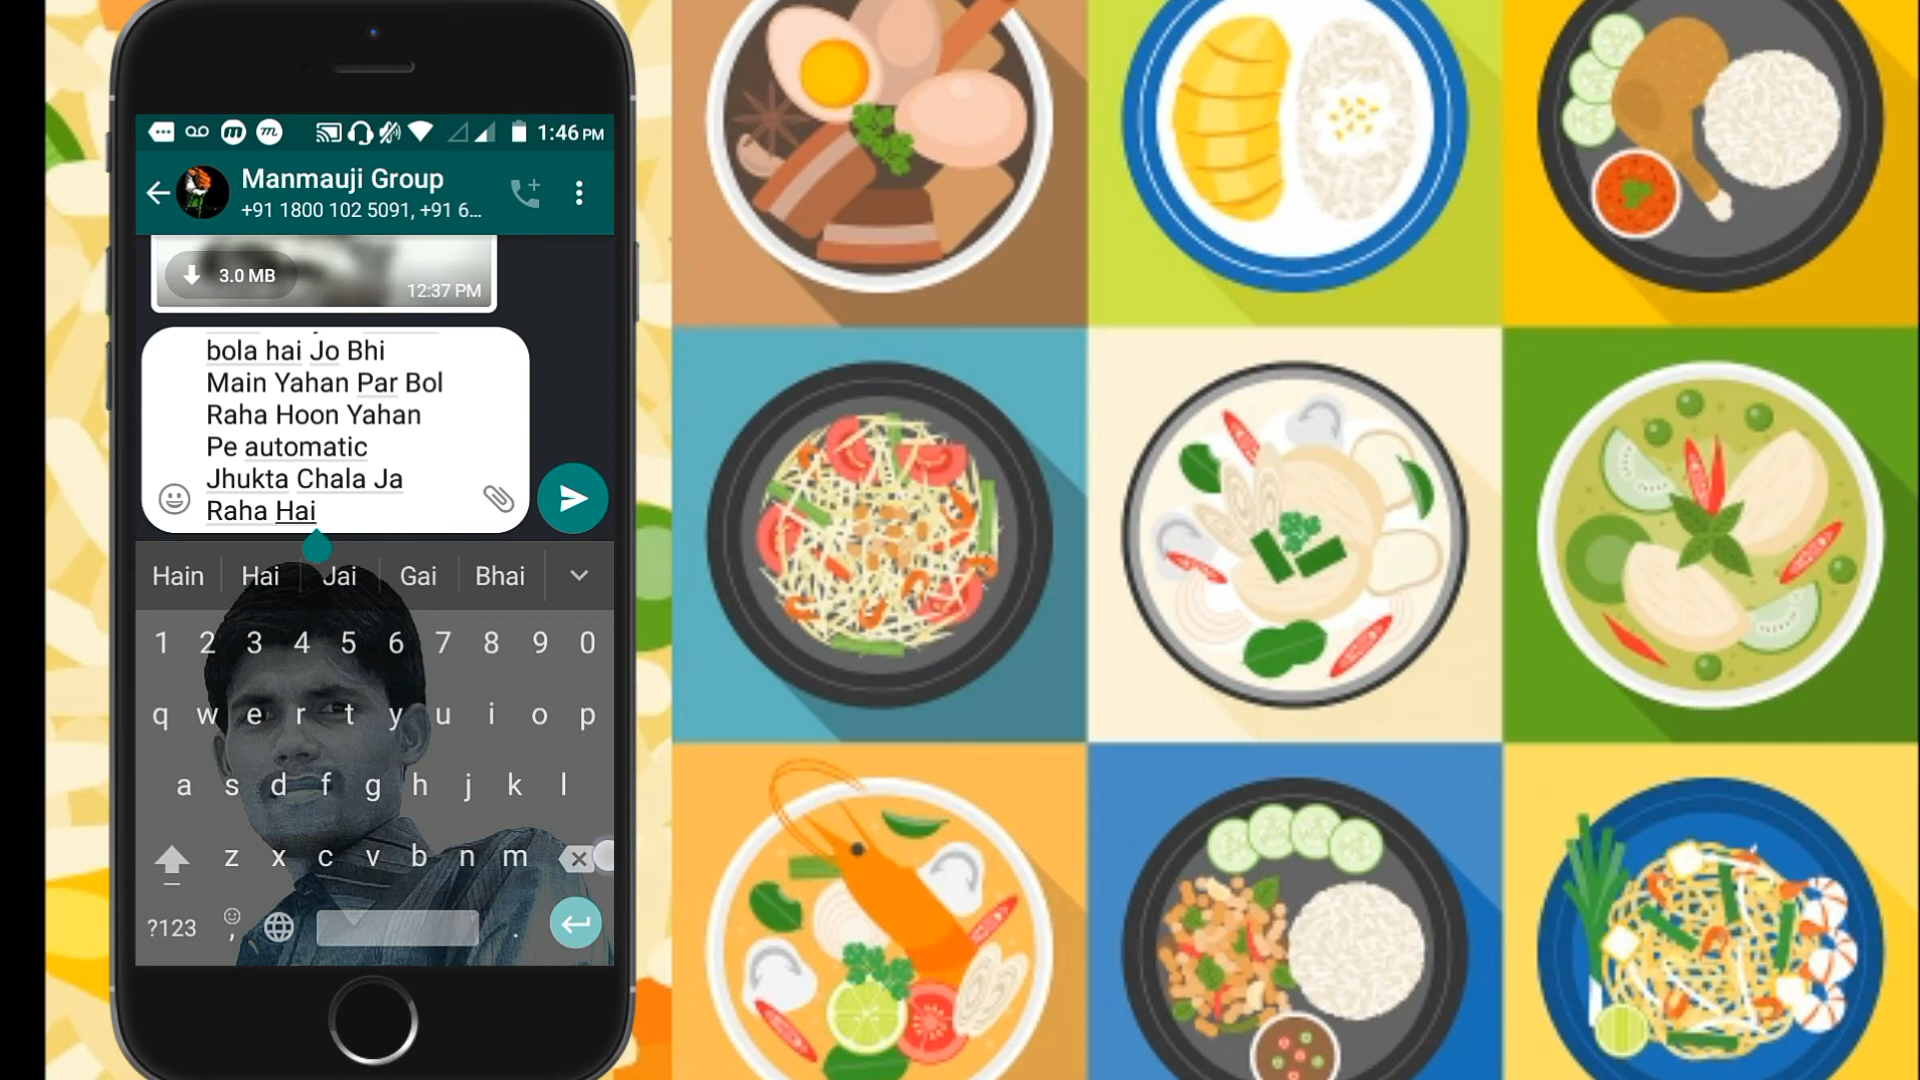 1:46 PM
Manmauji Group
+91 1800 102 5091, +91 6...
3.0 MB
12:37 PM
bola hai Jo Bhi
Main Yahan Par Bol
Raha Hoon Yahan
Pe automatic
Jhukta Chala Ja
Raha Hai
Hain Hai Jai Gai Bhai
1 2 3 4 5 6 7 8 9 0
q w e r t y u i o p
a s d f g h j k l
z x c v b n m
?123 , .